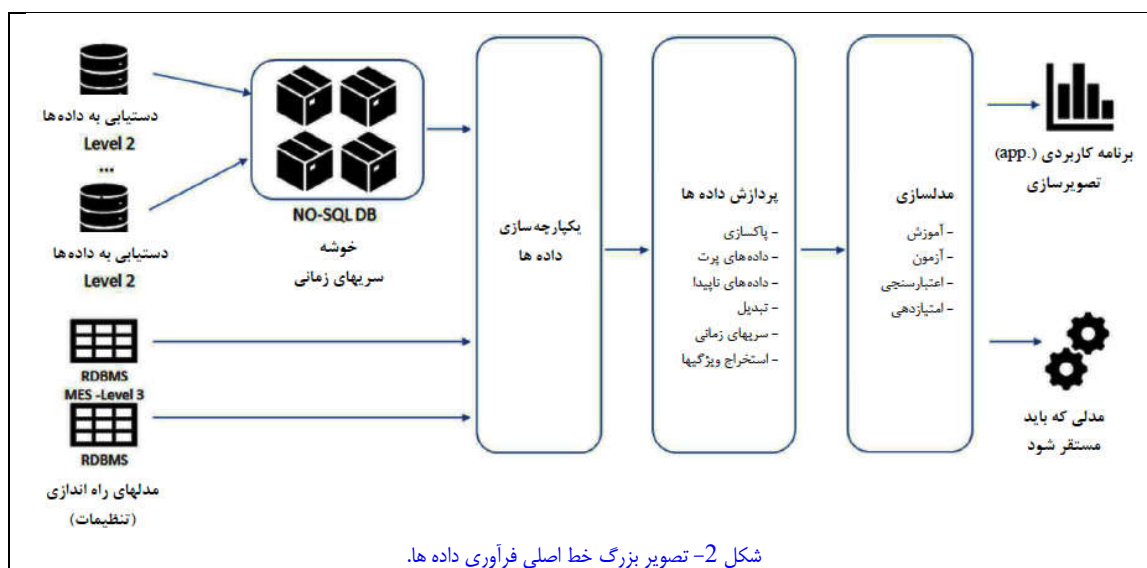 دستیابی به داده‌ها
Level 2
...
دستیابی به داده‌ها
Level 2
NO-SQL DB
خوشه
سریهای زمانی
RDBMS
MES -Level 3
RDBMS
مدلهای راه اندازی
(تنظیمات)
یکپارچه‌سازی
داده ها
پردازش داده ها
- پاکسازی
- داده‌های پرت
- داده‌های ناپیدا
- تبدیل
- سریهای زمانی
- استخراج ویژگیها
مدلسازی
- آموزش
- آزمون
- اعتبارسنجی
- امتیازدهی
برنامه کاربردی (app.)
تصویرسازی
مدلی که باید
مستقر شود
شکل 2- تصویر بزرگ خط اصلی فرآوری داده ها.